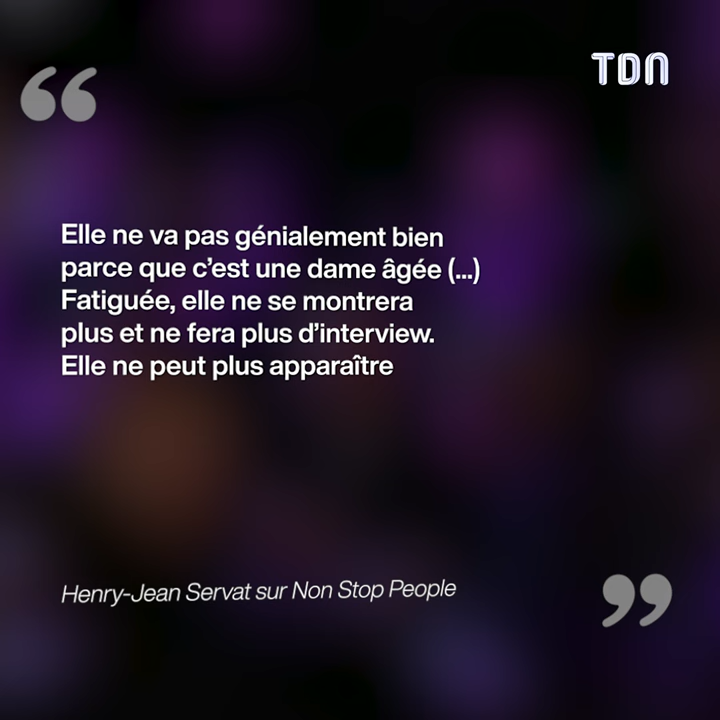 TDN
“
Elle ne va pas génialement bien
parce que c’est une dame âgée (...)
Fatiguée, elle ne se montrera
plus et ne fera plus d’interview.
Elle ne peut plus apparaître
Henry-Jean Servat sur Non Stop People
”